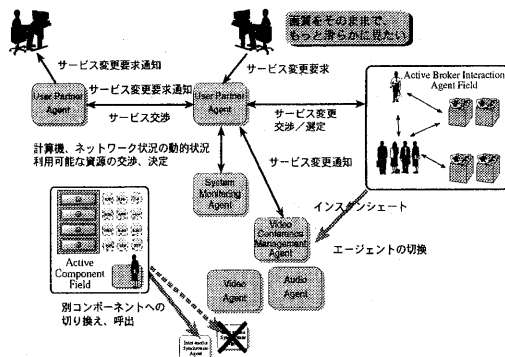 画質をそのままで、
もっと滑らかに見たい
サービス変更要求通知
サービス変更要求
Active Broker Interaction
Agent Field
User Partner
Agent
サービス変更要求通知
サービス交渉
User Partner
Agent
サービス変更
交渉/選定
計算機、ネットワーク状況の動的状況
利用可能な資源の交渉、決定
サービス変更通知
System
Monitoring
Agent
インスタンシェート
Video
Conference
Management
Agent
エージェントの切換
Active
Component
Field
Video
Agent
Audio
Agent
別コンポーネントへの
切り換え、呼出
Agent